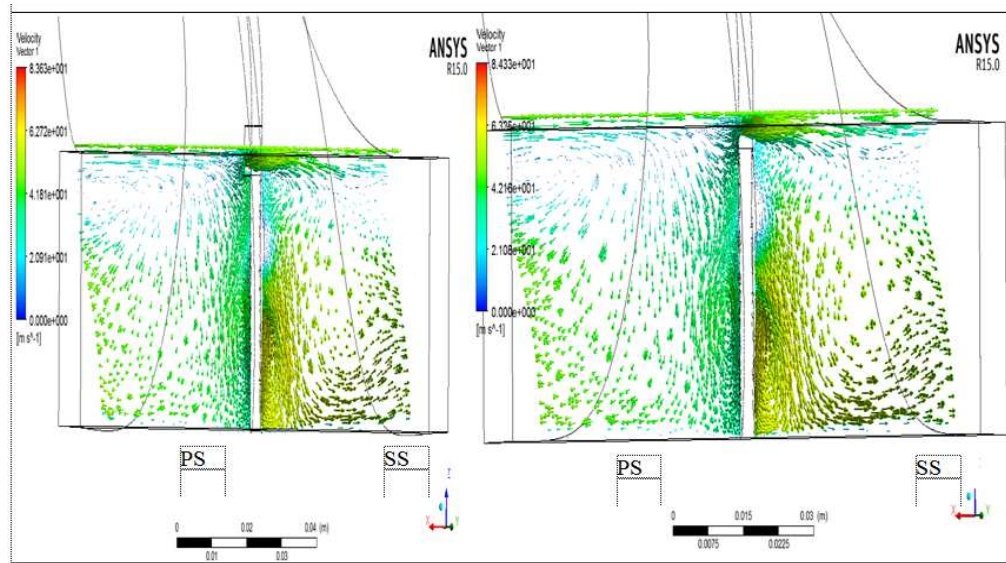 Velocity
Vector 1
8.363e+001
6.272e+001
4.181e+001
2.091e+001
0.000e+000
[m s^-1]
ANSYS
R15.0
PS
SS
0
0.02
0.04 (m)
0.01
0.03
Z
X
Y
Velocity
Vector 1
8.433e+001
4.216e+001
2.108e+001
0.000e+000
[m s^-1]
ANSYS
R15.0
PS
SS
0
0.015
0.03 (m)
0.0075
0.0225
Z
X
Y